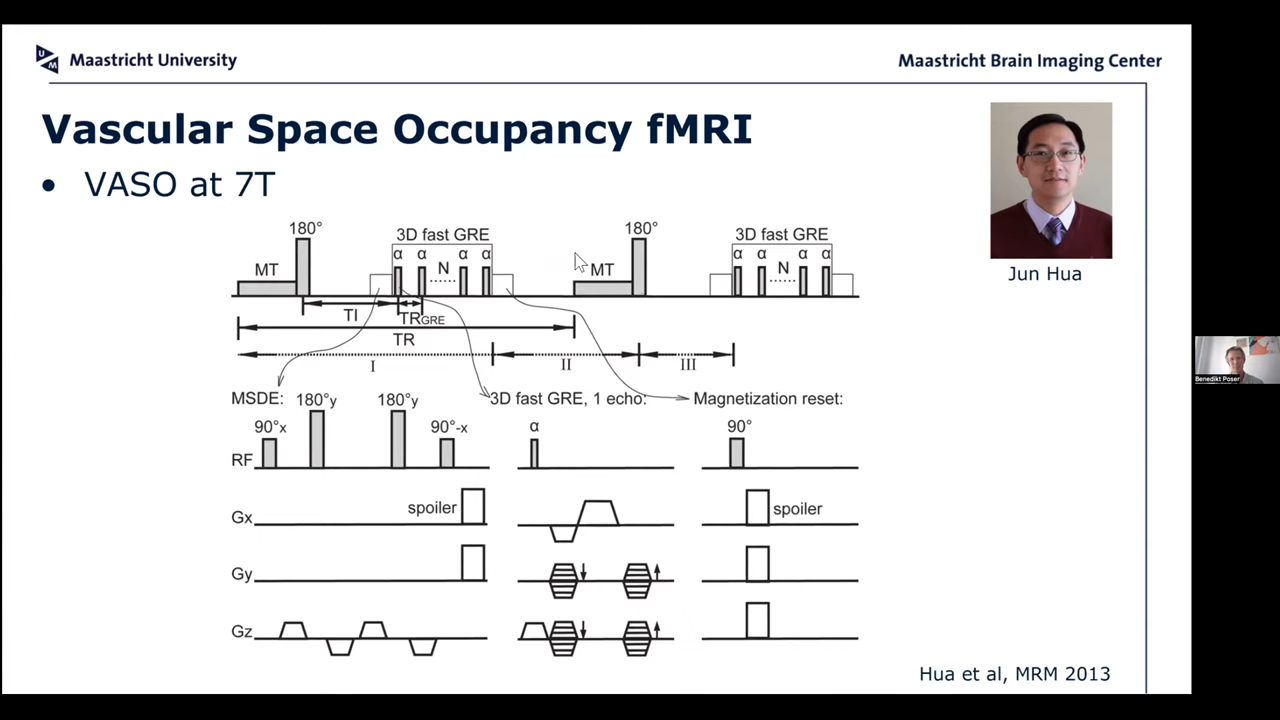 UM
Maastricht University
Maastricht Brain Imaging Center
Vascular Space Occupancy fMRI
• VASO at 7T
Jun Hua
180° 3D fast GRE 180° 3D fast GRE
MT α α N α MT α α N α
TI TRGRE
TR
I II III
MSDE: 180°y 180°y 3D fast GRE, 1 echo: Magnetization reset:
90°x 90°-x α 90°
RF
Gx spoiler spoiler
Gy
Gz
Hua et al, MRM 2013
Benedikt Poser